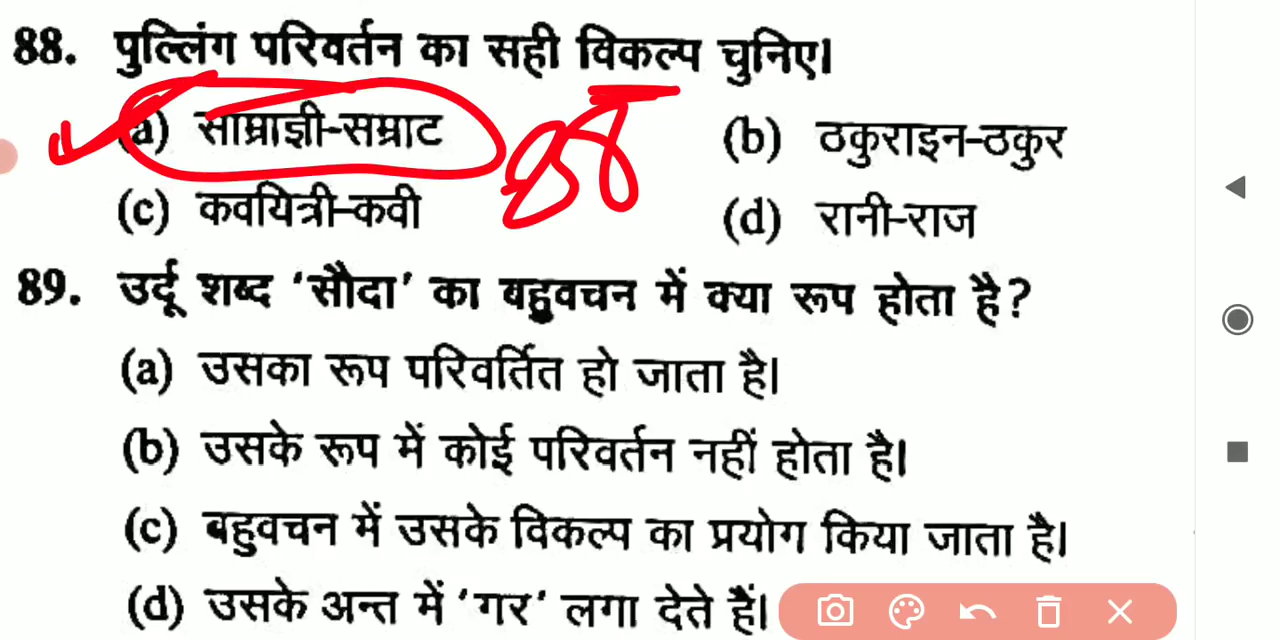 88. पुल्लिंग परिवर्तन का सही विकल्प चुनिए।
(a) साम्राज्ञी-सम्राट (b) ठकुराइन-ठकुर
(c) कवयित्री-कवी (d) रानी-राज
88
89. उर्दू शब्द ‘सौदा’ का बहुवचन में क्या रूप होता है?
(a) उसका रूप परिवर्तित हो जाता है।
(b) उसके रूप में कोई परिवर्तन नहीं होता है।
(c) बहुवचन में उसके विकल्प का प्रयोग किया जाता है।
(d) उसके अन्त में ‘गर‘ लगा देते हैं।